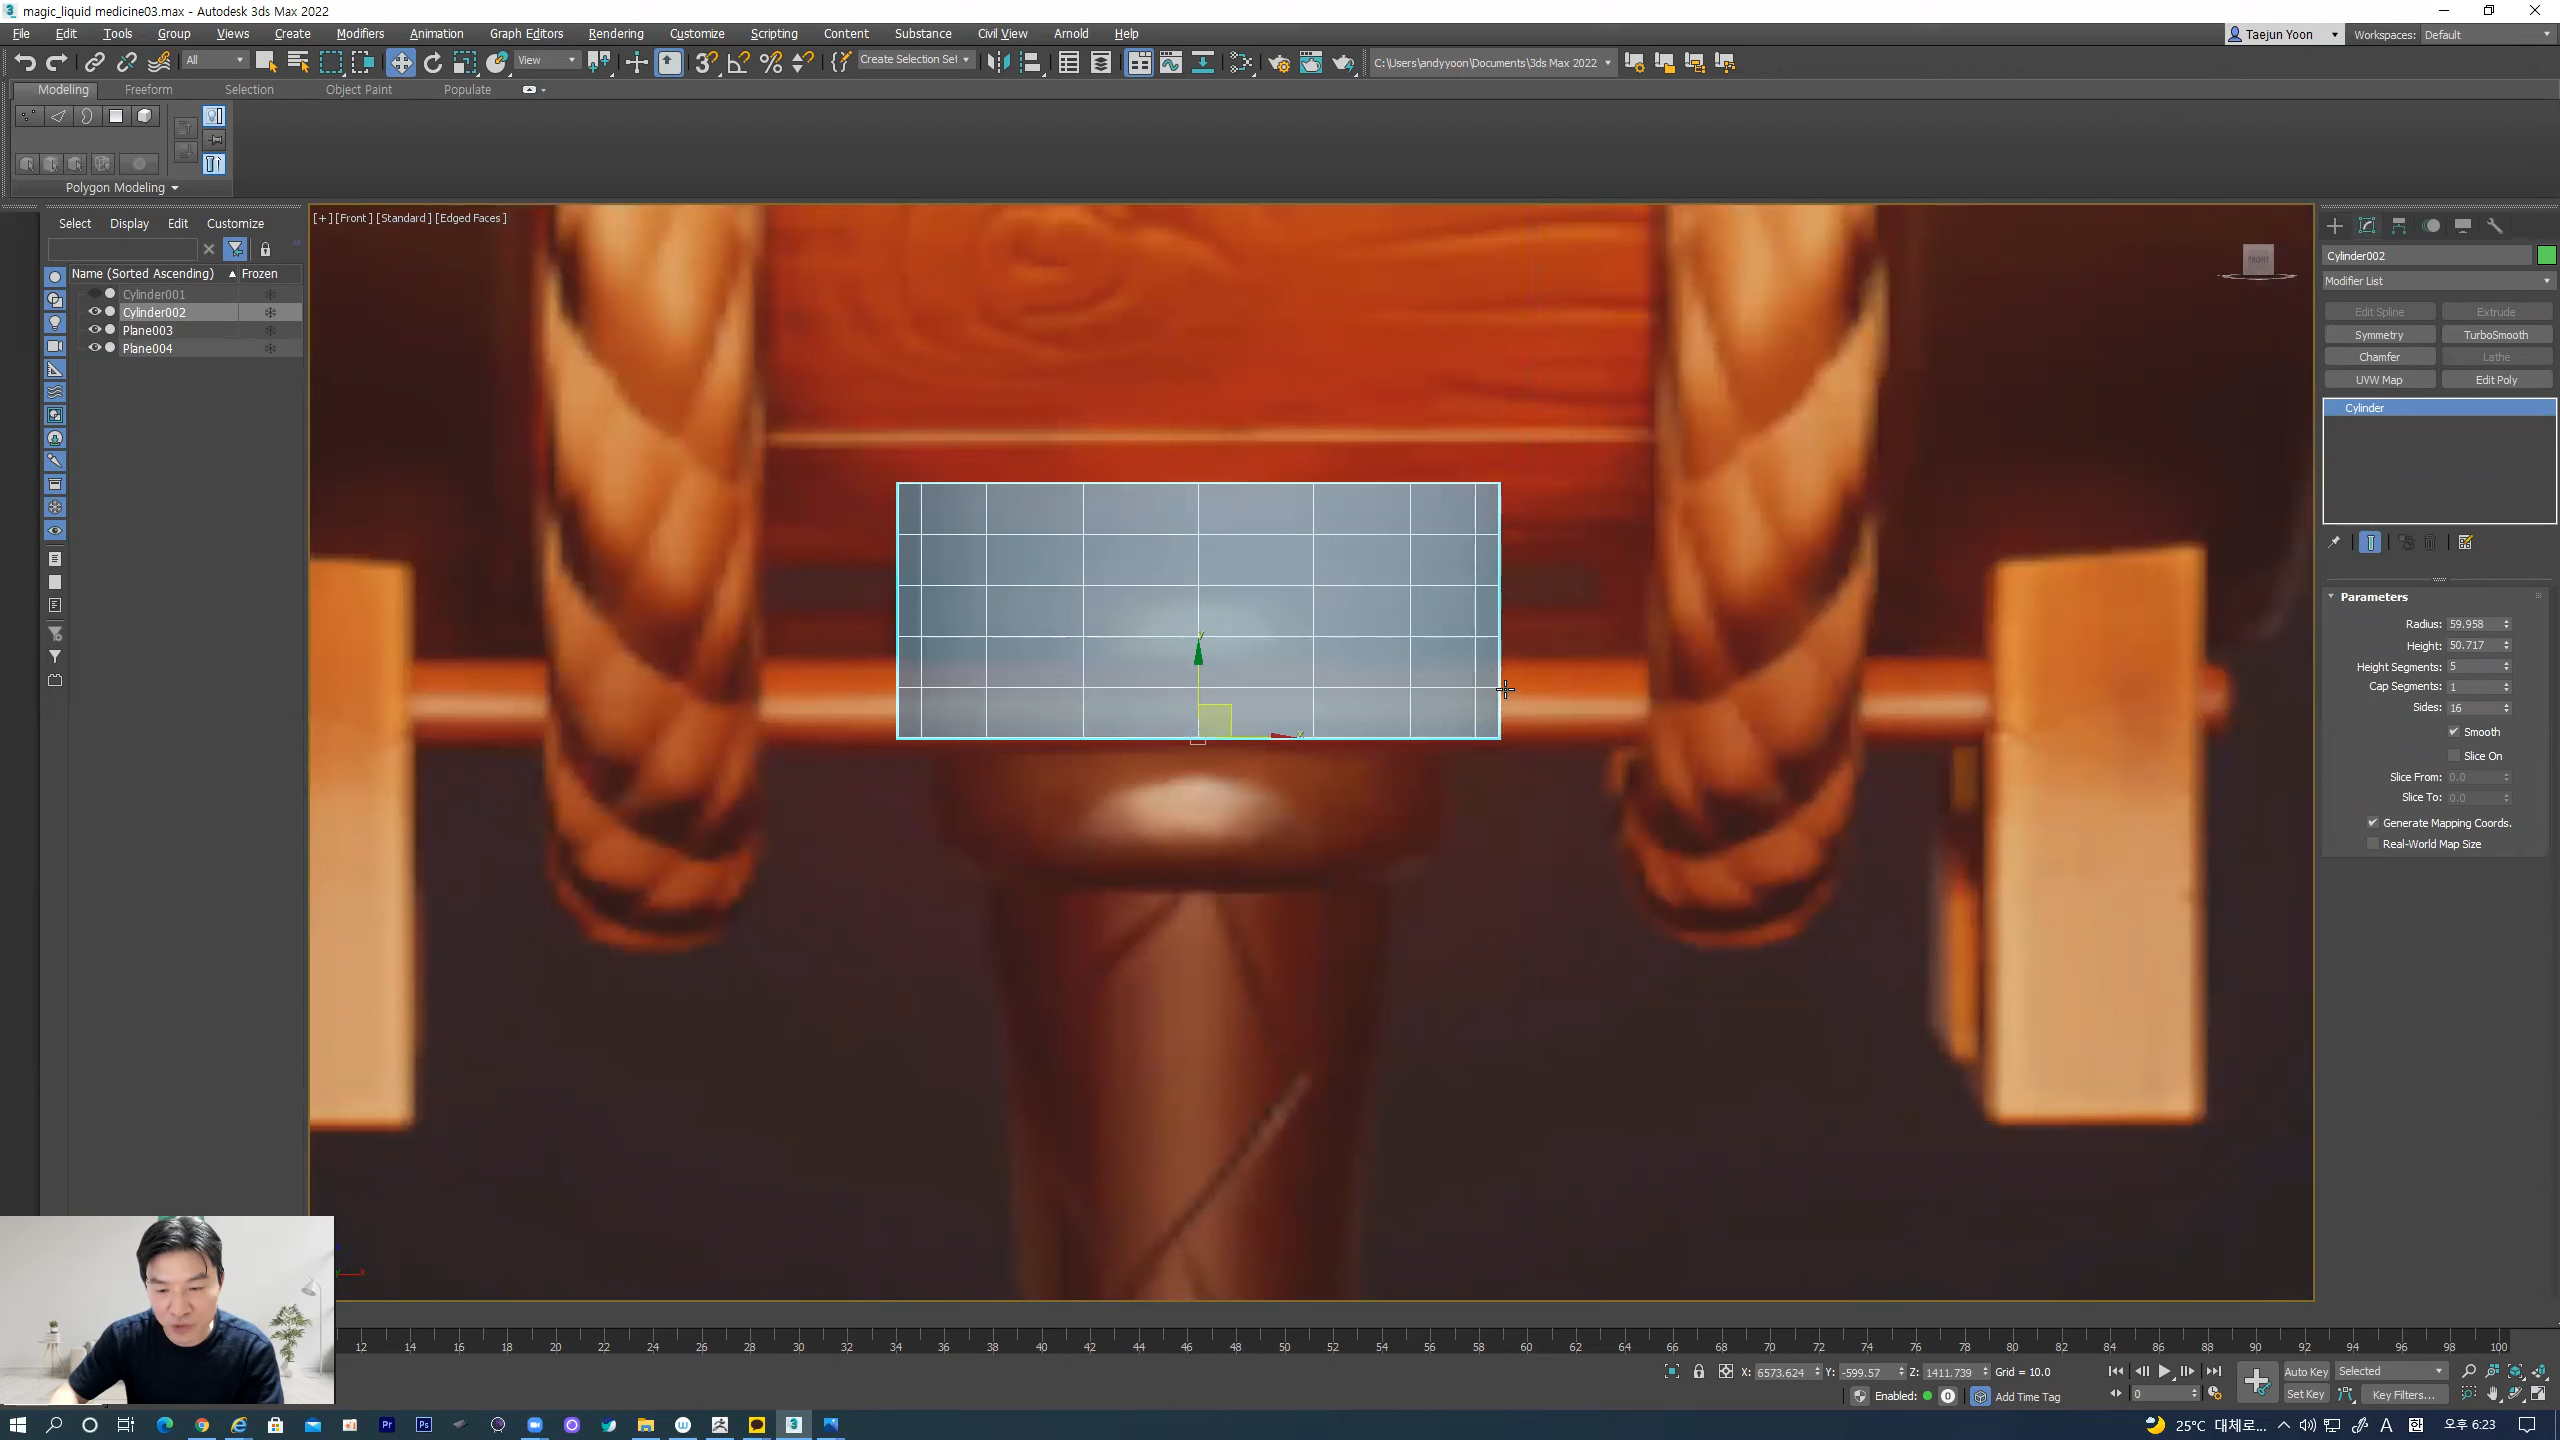 magic_liquid medicine03.max - Autodesk 3ds Max 2022
File Edit Tools Group Views Create Modifiers Animation Graph Editors Rendering Customize Scripting Content Substance Civil View Arnold Help
Taejun Yoon Workspaces: Default
All View Create Selection Set C:\Users\andyyoon\Documents\3ds Max 2022
Modeling Freeform Selection Object Paint Populate
Polygon Modeling
Select Display Edit Customize
[+] [Front] [Standard] [Edged Faces]
FRONT
Name (Sorted Ascending) Frozen
Cylinder001
Cylinder002
Plane003
Plane004
Cylinder002
Modifier List
Edit Spline Extrude
Symmetry TurboSmooth
Chamfer Lathe
UVW Map Edit Poly
Cylinder
Parameters
Radius: 59.958
Height: 50.717
Height Segments: 5
Cap Segments: 1
Sides: 16
Smooth
Slice On
Slice From: 0.0
Slice To: 0.0
Generate Mapping Coords.
Real-World Map Size
y
x
12 14 16 18 20 22 24 26 28 30 32 34 36 38 40 42 44 46 48 50 52 54 56 58 60 62 64 66 68 70 72 74 76 78 80 82 84 86 88 90 92 94 96 98 100
X: 6573.624 Y: -599.57 Z: 1411.739 Grid = 10.0
Auto Key Selected
Enabled: 0 Add Time Tag
0 Set Key Key Filters...
25°C 대체로... A 한 오후 6:23